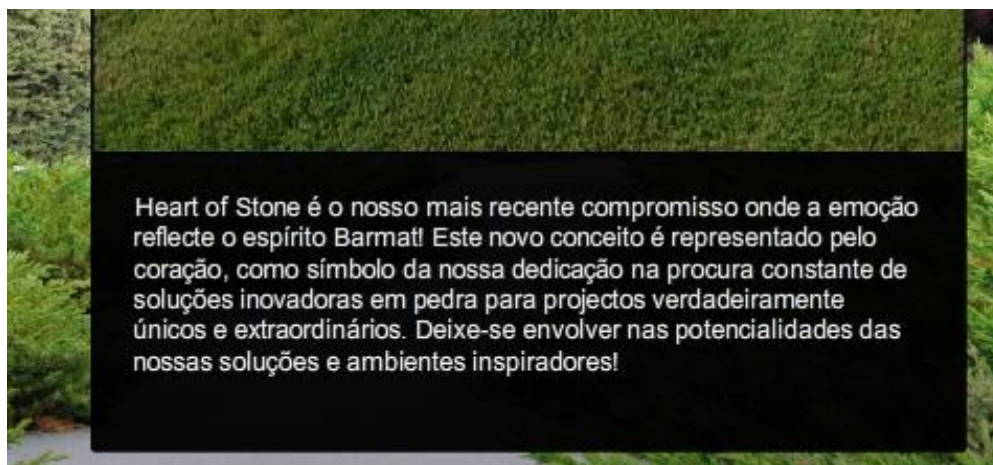 Heart of Stone é o nosso mais recente compromisso onde a emoção
reflecte o espírito Barmat! Este novo conceito é representado pelo
coração, como símbolo da nossa dedicação na procura constante de
soluções inovadoras em pedra para projectos verdadeiramente
únicos e extraordinários. Deixe-se envolver nas potencialidades das
nossas soluções e ambientes inspiradores!